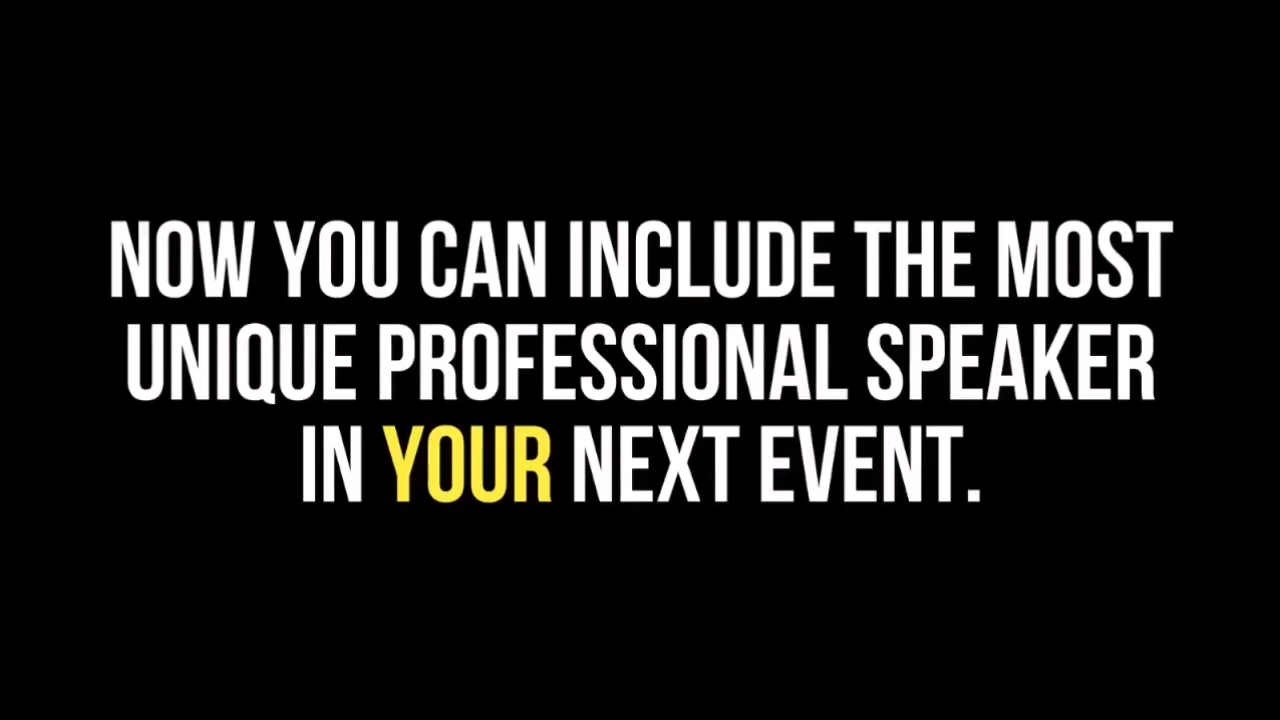 NOW YOU CAN INCLUDE THE MOST
UNIQUE PROFESSIONAL SPEAKER
IN YOUR NEXT EVENT.